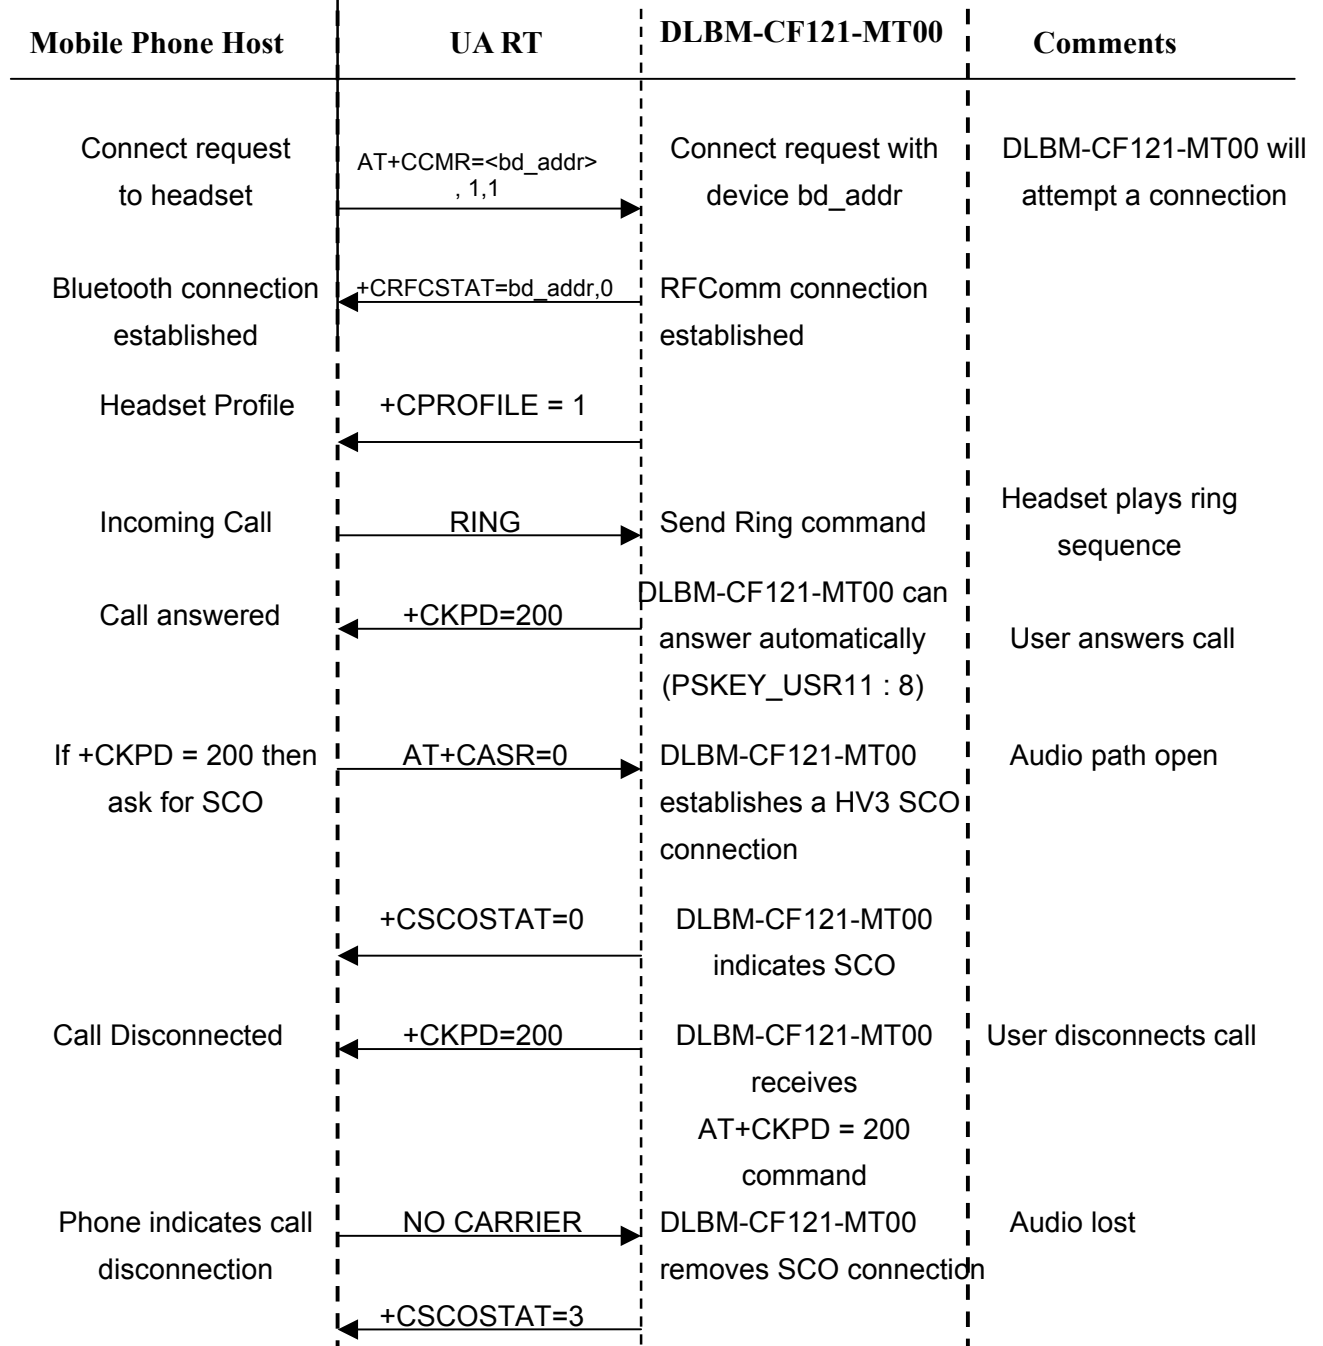 Mobile Phone Host UART DLBM-CF121-MT00 Comments
Connect request
to headset
AT+CCMR=<bd_addr>
, 1,1
Connect request with
device bd_addr
DLBM-CF121-MT00 will
attempt a connection
Bluetooth connection
established
+CRFCSTAT=bd_addr,0
RFComm connection
established
Headset Profile
+CPROFILE = 1
Incoming Call
RING
Send Ring command
Headset plays ring
sequence
Call answered
+CKPD=200
DLBM-CF121-MT00 can
answer automatically
(PSKEY_USR11 : 8)
User answers call
If +CKPD = 200 then
ask for SCO
AT+CASR=0
DLBM-CF121-MT00
establishes a HV3 SCO
connection
Audio path open
+CSCOSTAT=0
DLBM-CF121-MT00
indicates SCO
Call Disconnected
+CKPD=200
DLBM-CF121-MT00
receives
AT+CKPD = 200
command
User disconnects call
Phone indicates call
disconnection
NO CARRIER
DLBM-CF121-MT00
removes SCO connection
Audio lost
+CSCOSTAT=3